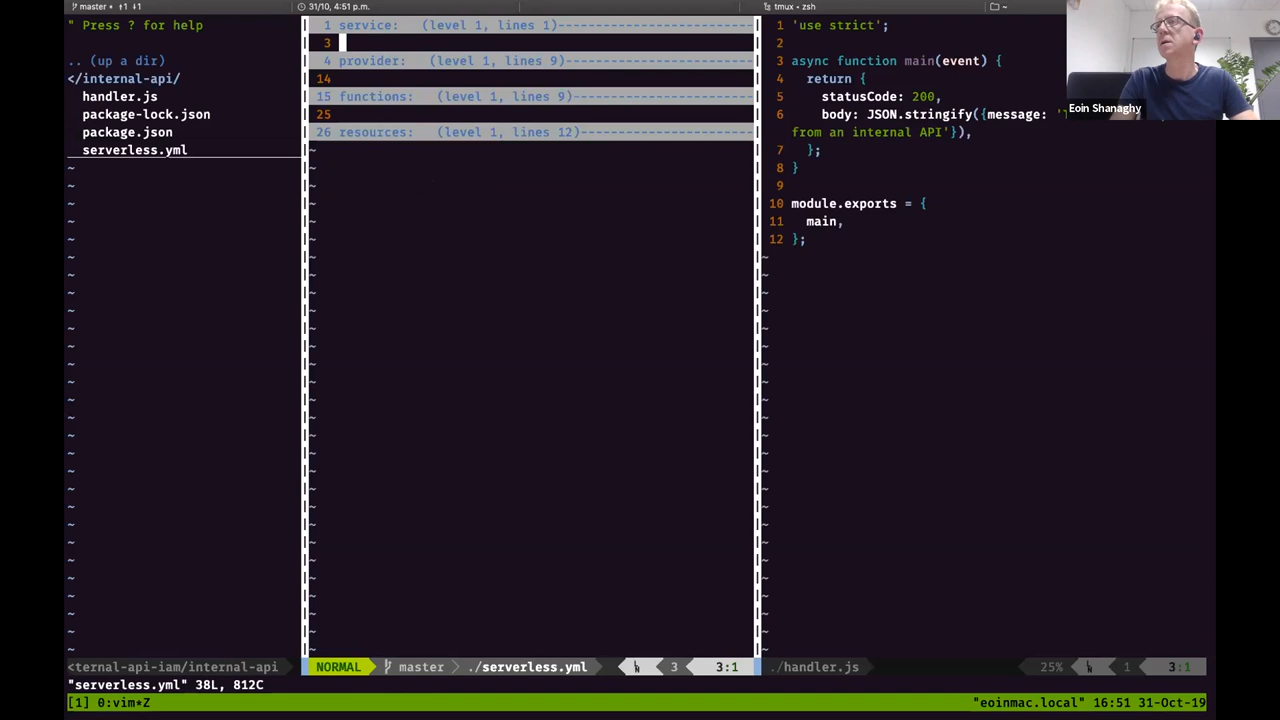 master • ↑1 ↓1
31/10, 4:51 p.m.
tmux - zsh
~
" Press ? for help
.. (up a dir)
</internal-api/
handler.js
package-lock.json
package.json
serverless.yml
<ternal-api-iam/internal-api
1 service: (level 1, lines 1)
3
4 provider: (level 1, lines 9)
14
15 functions: (level 1, lines 9)
25
26 resources: (level 1, lines 12)
NORMAL master ./serverless.yml 3 3:1
1 'use strict';
2
3 async function main(event) {
4 return {
5 statusCode: 200,
6 body: JSON.stringify({message:
from an internal API'}),
7 };
8 }
9
10 module.exports = {
11 main,
12 };
./handler.js 25% 1 3:1
Eoin Shanaghy
"serverless.yml" 38L, 812C
[1] 0:vim*Z
"eoinmac.local" 16:51 31-Oct-19